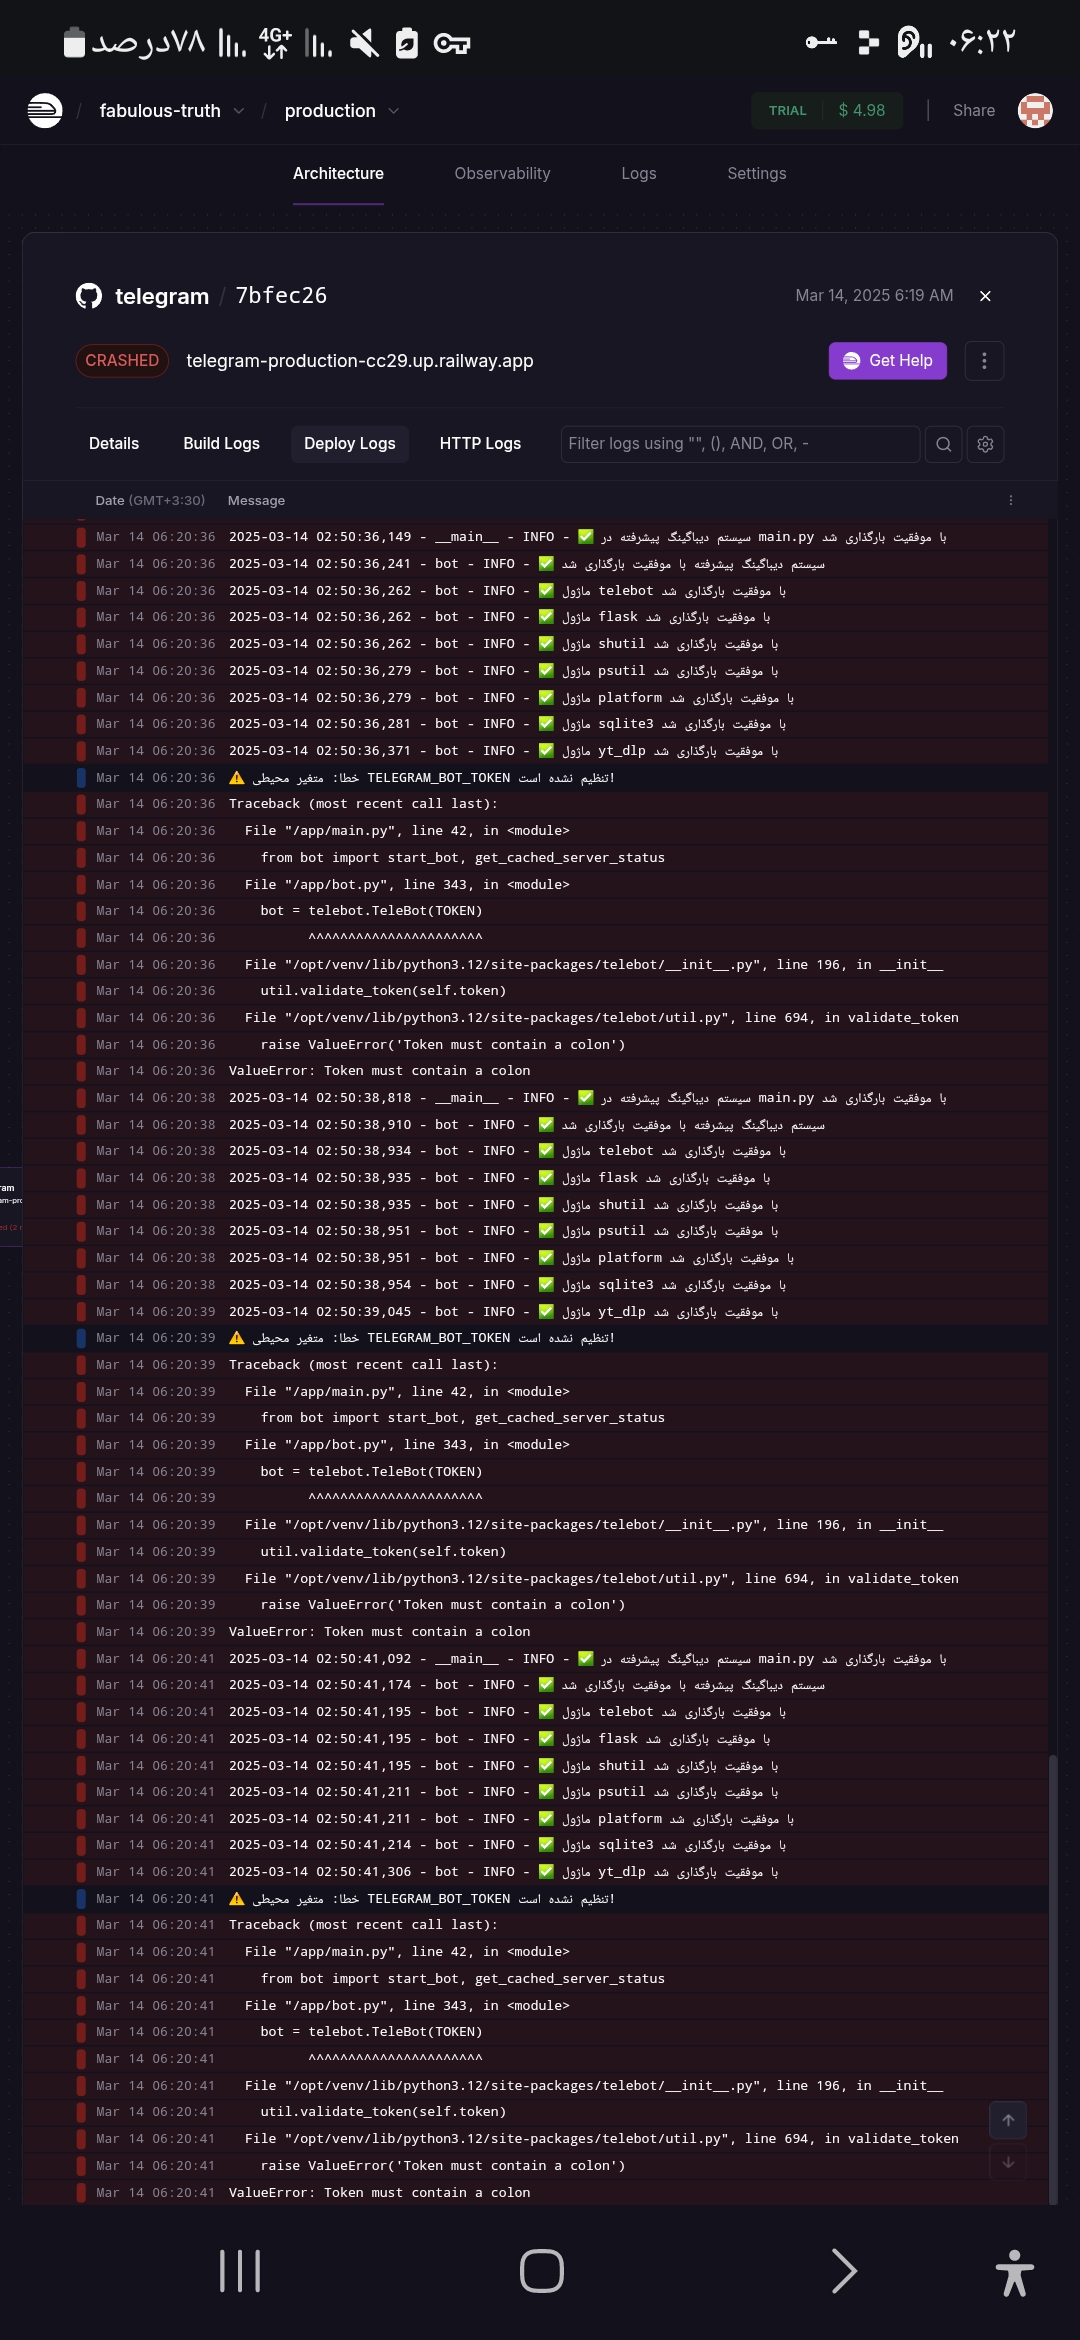 ۷۸درصد 4G+ ۰۶:۲۲
fabulous-truth / production TRIAL $ 4.98 Share
Architecture Observability Logs Settings
telegram / 7bfec26 Mar 14, 2025 6:19 AM
CRASHED telegram-production-cc29.up.railway.app Get Help
Details Build Logs Deploy Logs HTTP Logs Filter logs using "", (), AND, OR, -
Date (GMT+3:30) Message
Mar 14 06:20:36 2025-03-14 02:50:36,149 - __main__ - INFO - ✅ سیستم دیباگینگ پیشرفته در main.py با موفقیت بارگذاری شد
Mar 14 06:20:36 2025-03-14 02:50:36,241 - bot - INFO - ✅ سیستم دیباگینگ پیشرفته با موفقیت بارگذاری شد
Mar 14 06:20:36 2025-03-14 02:50:36,262 - bot - INFO - ✅ ماژول telebot با موفقیت بارگذاری شد
Mar 14 06:20:36 2025-03-14 02:50:36,262 - bot - INFO - ✅ ماژول flask با موفقیت بارگذاری شد
Mar 14 06:20:36 2025-03-14 02:50:36,262 - bot - INFO - ✅ ماژول shutil با موفقیت بارگذاری شد
Mar 14 06:20:36 2025-03-14 02:50:36,279 - bot - INFO - ✅ ماژول psutil با موفقیت بارگذاری شد
Mar 14 06:20:36 2025-03-14 02:50:36,279 - bot - INFO - ✅ ماژول platform با موفقیت بارگذاری شد
Mar 14 06:20:36 2025-03-14 02:50:36,281 - bot - INFO - ✅ ماژول sqlite3 با موفقیت بارگذاری شد
Mar 14 06:20:36 2025-03-14 02:50:36,371 - bot - INFO - ✅ ماژول yt_dlp با موفقیت بارگذاری شد
Mar 14 06:20:36 ⚠️ خطا: متغیر محیطی TELEGRAM_BOT_TOKEN تنظیم نشده است!
Mar 14 06:20:36 Traceback (most recent call last):
Mar 14 06:20:36 File "/app/main.py", line 42, in <module>
Mar 14 06:20:36 from bot import start_bot, get_cached_server_status
Mar 14 06:20:36 File "/app/bot.py", line 343, in <module>
Mar 14 06:20:36 bot = telebot.TeleBot(TOKEN)
Mar 14 06:20:36 ^^^^^^^^^^^^^^^^^^^^^^
Mar 14 06:20:36 File "/opt/venv/lib/python3.12/site-packages/telebot/__init__.py", line 196, in __init__
Mar 14 06:20:36 util.validate_token(self.token)
Mar 14 06:20:36 File "/opt/venv/lib/python3.12/site-packages/telebot/util.py", line 694, in validate_token
Mar 14 06:20:36 raise ValueError('Token must contain a colon')
Mar 14 06:20:36 ValueError: Token must contain a colon
Mar 14 06:20:38 2025-03-14 02:50:38,818 - __main__ - INFO - ✅ سیستم دیباگینگ پیشرفته در main.py با موفقیت بارگذاری شد
Mar 14 06:20:38 2025-03-14 02:50:38,910 - bot - INFO - ✅ سیستم دیباگینگ پیشرفته با موفقیت بارگذاری شد
Mar 14 06:20:38 2025-03-14 02:50:38,934 - bot - INFO - ✅ ماژول telebot با موفقیت بارگذاری شد
Mar 14 06:20:38 2025-03-14 02:50:38,935 - bot - INFO - ✅ ماژول flask با موفقیت بارگذاری شد
Mar 14 06:20:38 2025-03-14 02:50:38,935 - bot - INFO - ✅ ماژول shutil با موفقیت بارگذاری شد
Mar 14 06:20:38 2025-03-14 02:50:38,951 - bot - INFO - ✅ ماژول psutil با موفقیت بارگذاری شد
Mar 14 06:20:38 2025-03-14 02:50:38,951 - bot - INFO - ✅ ماژول platform با موفقیت بارگذاری شد
Mar 14 06:20:38 2025-03-14 02:50:38,954 - bot - INFO - ✅ ماژول sqlite3 با موفقیت بارگذاری شد
Mar 14 06:20:39 2025-03-14 02:50:39,045 - bot - INFO - ✅ ماژول yt_dlp با موفقیت بارگذاری شد
Mar 14 06:20:39 ⚠️ خطا: متغیر محیطی TELEGRAM_BOT_TOKEN تنظیم نشده است!
Mar 14 06:20:39 Traceback (most recent call last):
Mar 14 06:20:39 File "/app/main.py", line 42, in <module>
Mar 14 06:20:39 from bot import start_bot, get_cached_server_status
Mar 14 06:20:39 File "/app/bot.py", line 343, in <module>
Mar 14 06:20:39 bot = telebot.TeleBot(TOKEN)
Mar 14 06:20:39 ^^^^^^^^^^^^^^^^^^^^^^
Mar 14 06:20:39 File "/opt/venv/lib/python3.12/site-packages/telebot/__init__.py", line 196, in __init__
Mar 14 06:20:39 util.validate_token(self.token)
Mar 14 06:20:39 File "/opt/venv/lib/python3.12/site-packages/telebot/util.py", line 694, in validate_token
Mar 14 06:20:39 raise ValueError('Token must contain a colon')
Mar 14 06:20:39 ValueError: Token must contain a colon
Mar 14 06:20:41 2025-03-14 02:50:41,092 - __main__ - INFO - ✅ سیستم دیباگینگ پیشرفته در main.py با موفقیت بارگذاری شد
Mar 14 06:20:41 2025-03-14 02:50:41,174 - bot - INFO - ✅ سیستم دیباگینگ پیشرفته با موفقیت بارگذاری شد
Mar 14 06:20:41 2025-03-14 02:50:41,195 - bot - INFO - ✅ ماژول telebot با موفقیت بارگذاری شد
Mar 14 06:20:41 2025-03-14 02:50:41,195 - bot - INFO - ✅ ماژول flask با موفقیت بارگذاری شد
Mar 14 06:20:41 2025-03-14 02:50:41,195 - bot - INFO - ✅ ماژول shutil با موفقیت بارگذاری شد
Mar 14 06:20:41 2025-03-14 02:50:41,211 - bot - INFO - ✅ ماژول psutil با موفقیت بارگذاری شد
Mar 14 06:20:41 2025-03-14 02:50:41,211 - bot - INFO - ✅ ماژول platform با موفقیت بارگذاری شد
Mar 14 06:20:41 2025-03-14 02:50:41,214 - bot - INFO - ✅ ماژول sqlite3 با موفقیت بارگذاری شد
Mar 14 06:20:41 2025-03-14 02:50:41,306 - bot - INFO - ✅ ماژول yt_dlp با موفقیت بارگذاری شد
Mar 14 06:20:41 ⚠️ خطا: متغیر محیطی TELEGRAM_BOT_TOKEN تنظیم نشده است!
Mar 14 06:20:41 Traceback (most recent call last):
Mar 14 06:20:41 File "/app/main.py", line 42, in <module>
Mar 14 06:20:41 from bot import start_bot, get_cached_server_status
Mar 14 06:20:41 File "/app/bot.py", line 343, in <module>
Mar 14 06:20:41 bot = telebot.TeleBot(TOKEN)
Mar 14 06:20:41 ^^^^^^^^^^^^^^^^^^^^^^
Mar 14 06:20:41 File "/opt/venv/lib/python3.12/site-packages/telebot/__init__.py", line 196, in __init__
Mar 14 06:20:41 util.validate_token(self.token)
Mar 14 06:20:41 File "/opt/venv/lib/python3.12/site-packages/telebot/util.py", line 694, in validate_token
Mar 14 06:20:41 raise ValueError('Token must contain a colon')
Mar 14 06:20:41 ValueError: Token must contain a colon